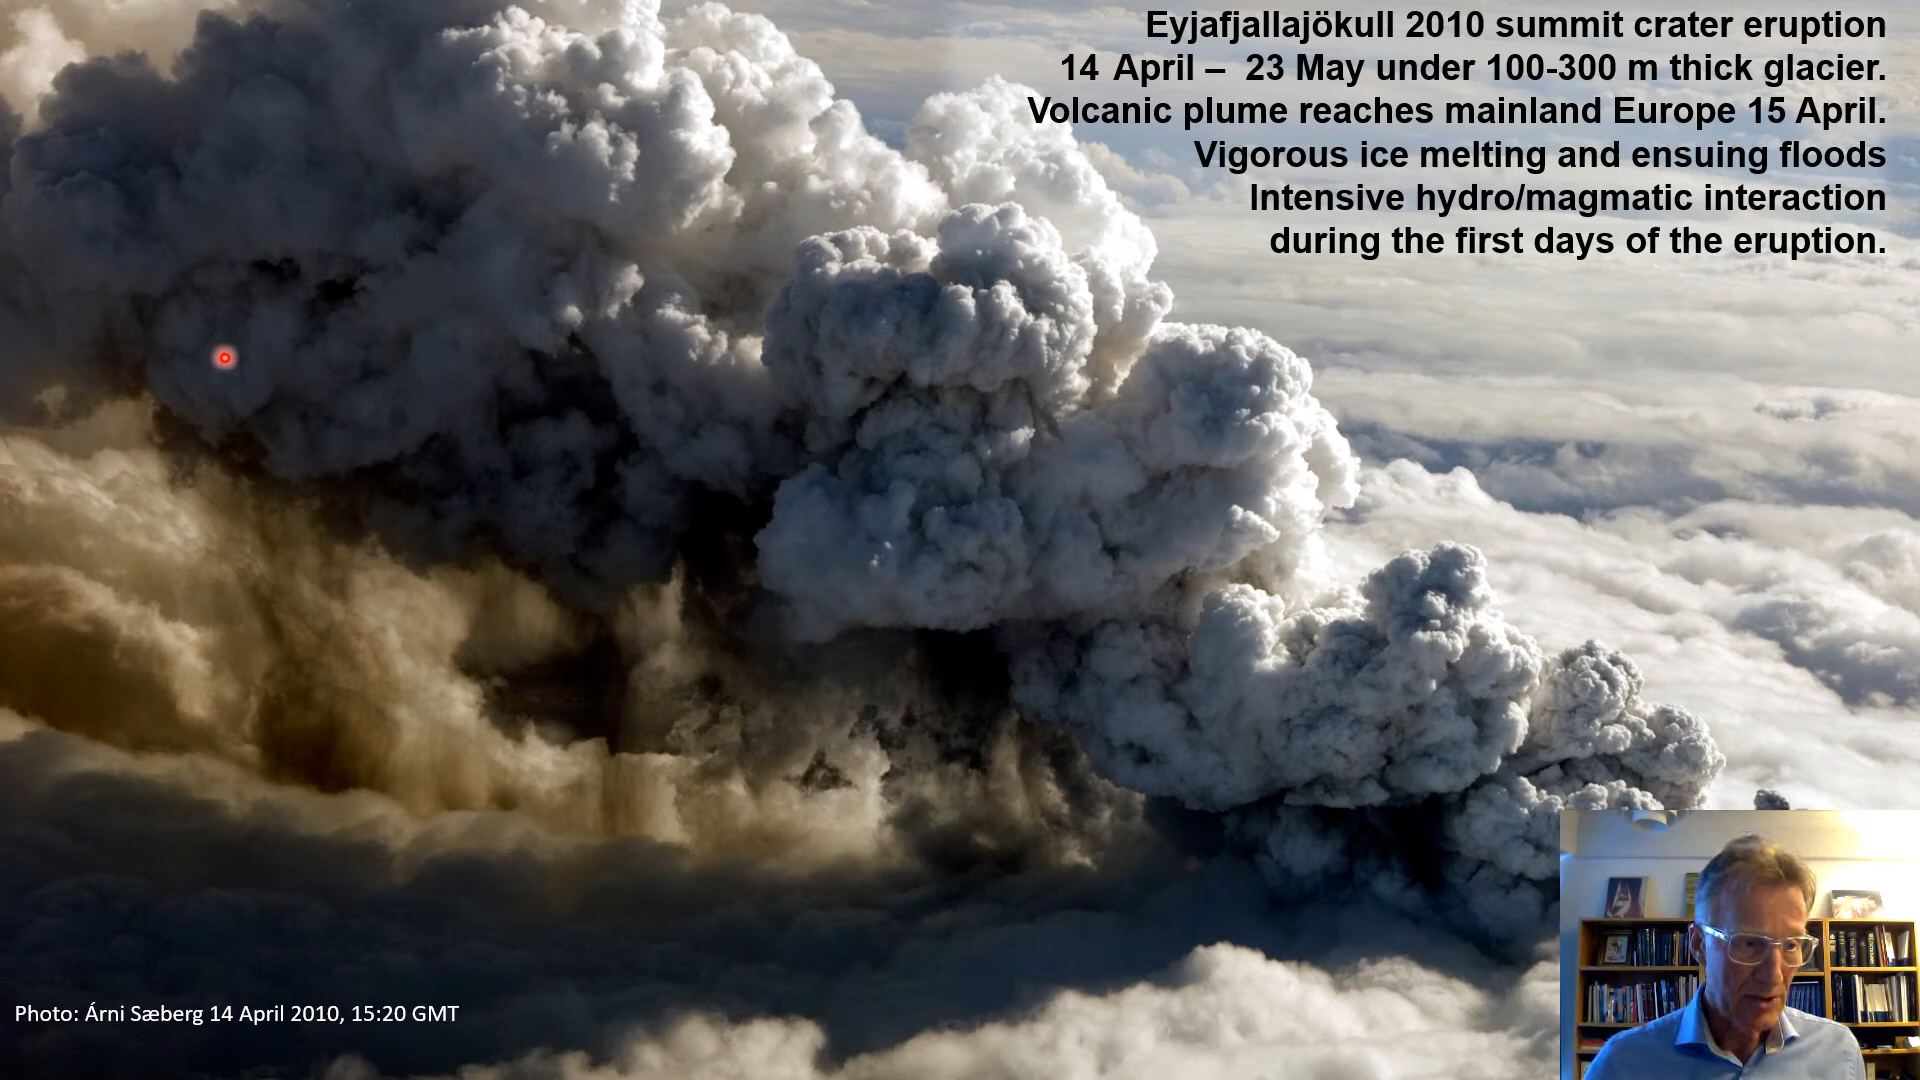 Eyjafjallajökull 2010 summit crater eruption
14 April – 23 May under 100-300 m thick glacier.
Volcanic plume reaches mainland Europe 15 April.
Vigorous ice melting and ensuing floods
Intensive hydro/magmatic interaction
during the first days of the eruption.
Photo: Árni Sæberg 14 April 2010, 15:20 GMT